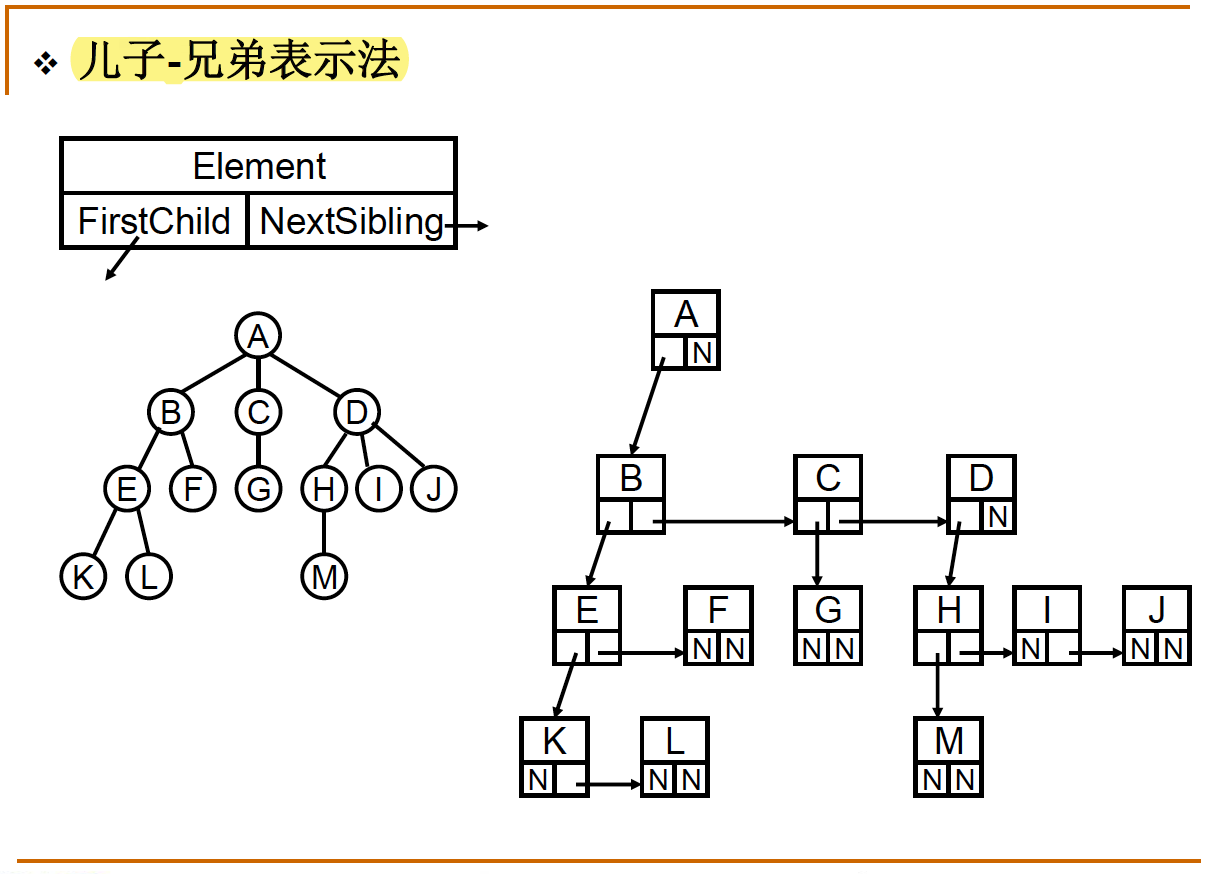 儿子-兄弟表示法
Element
FirstChild NextSibling
A
B C D
E F G H I J
K L M
A
N
B C D
N
E F G H I J
N N N N N N N
K L M
N N N N N